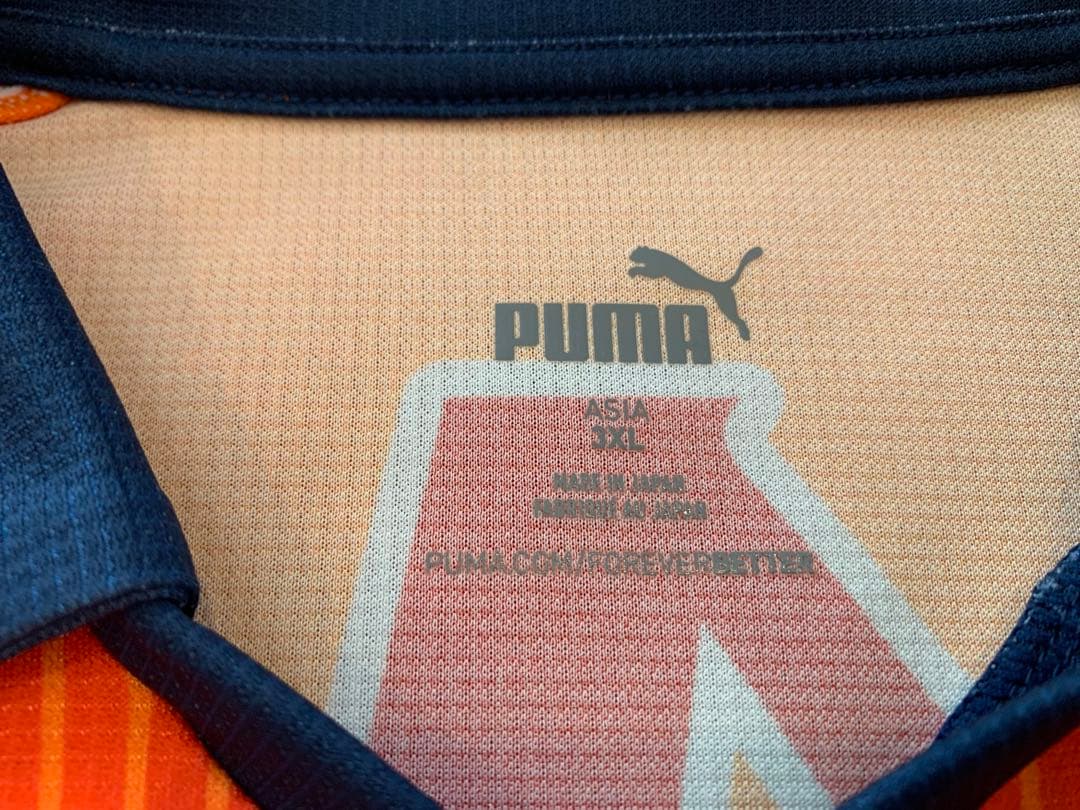 PUMA
ASIA
3XL
MADE IN JAPAN
FABRIQUÉ AU JAPON
PUMA.COM/FOREVERBETTER